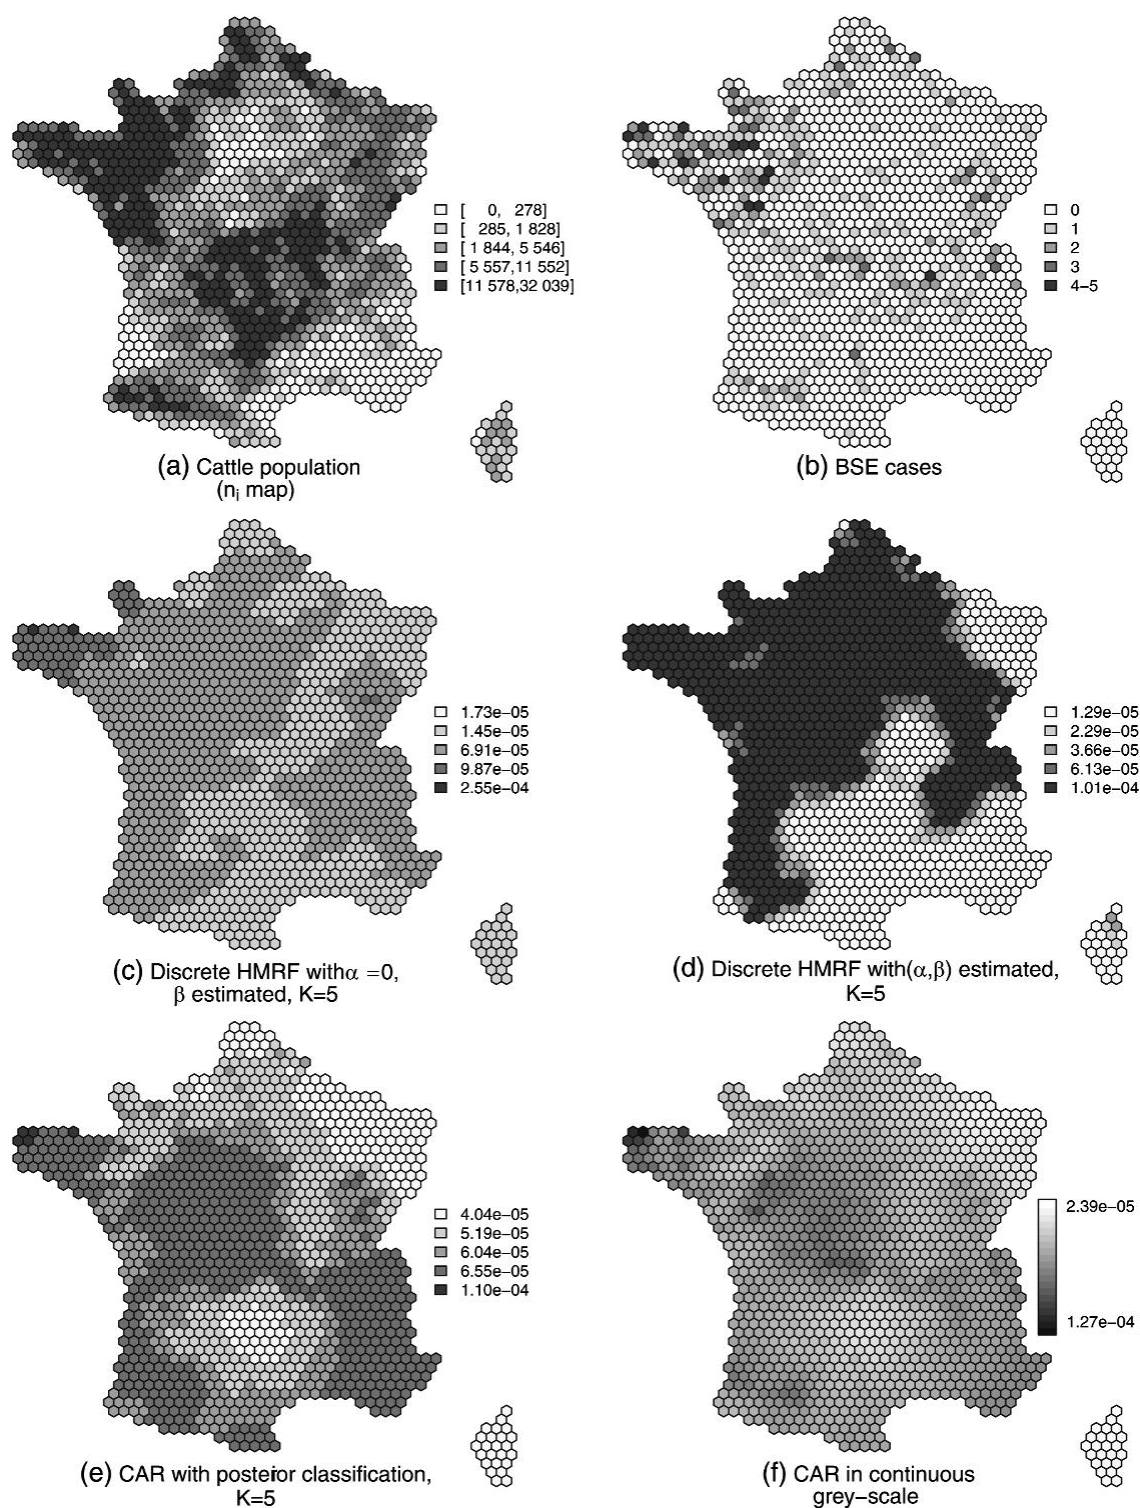 [ 0, 278]
[ 285, 1 828]
[ 1 844, 5 546]
[ 5 557,11 552]
[11 578,32 039]
(a) Cattle population
(ni map)
0
1
2
3
4−5
(b) BSE cases
1.73e−05
1.45e−05
6.91e−05
9.87e−05
2.55e−04
(c) Discrete HMRF withα =0,
β estimated, K=5
1.29e−05
2.29e−05
3.66e−05
6.13e−05
1.01e−04
(d) Discrete HMRF with(α,β) estimated,
K=5
4.04e−05
5.19e−05
6.04e−05
6.55e−05
1.10e−04
(e) CAR with posterior classification,
K=5
2.39e−05
1.27e−04
(f) CAR in continuous
grey−scale